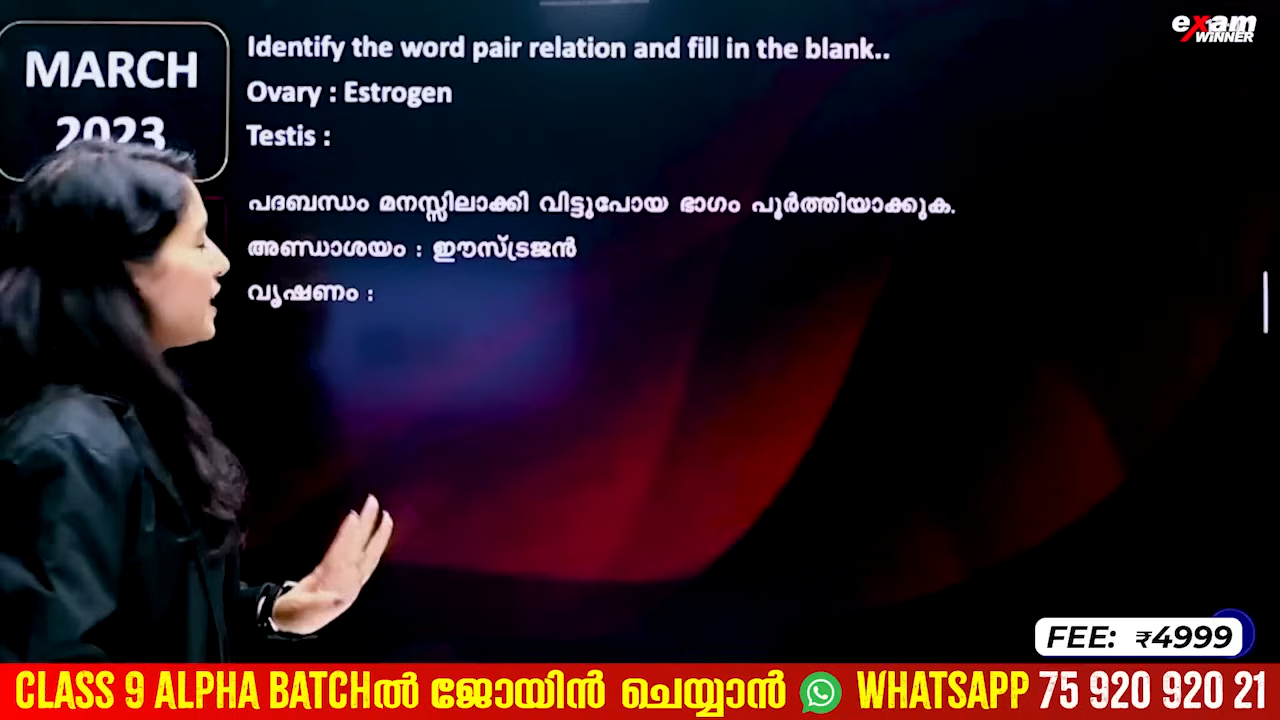 MARCH
2023
Identify the word pair relation and fill in the blank..
Ovary : Estrogen
Testis :
പദബന്ധം മനസ്സിലാക്കി വിട്ടുപോയ ഭാഗം പൂർത്തിയാക്കുക.
അണ്ഡാശയം : ഈസ്ട്രജൻ
വൃഷണം :
exam
WINNER
FEE: ₹4999
CLASS 9 ALPHA BATCHൽ ജോയിൻ ചെയ്യാൻ WHATSAPP 75 920 920 21